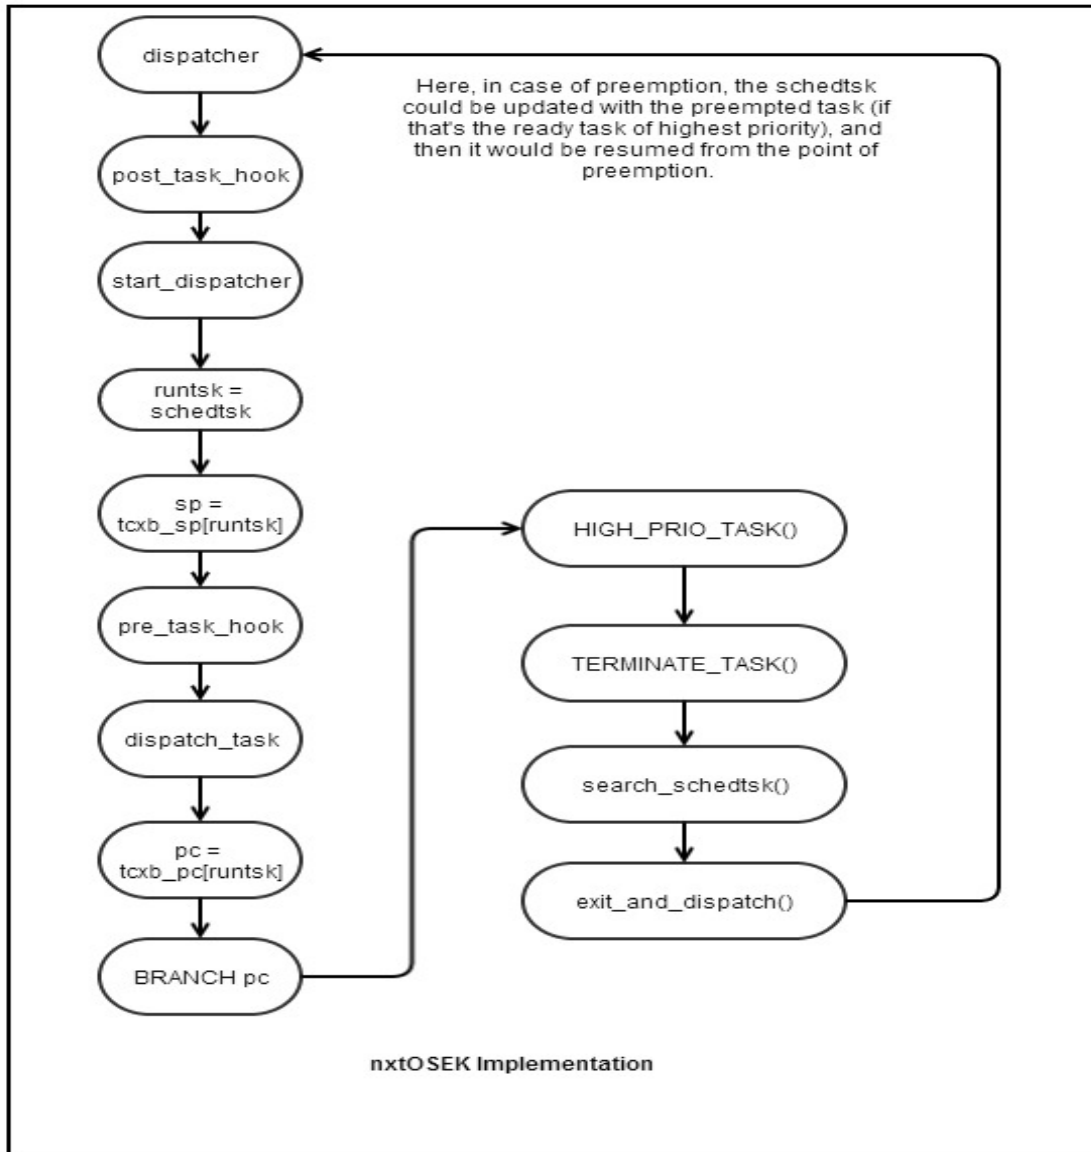 dispatcher
post_task_hook
start_dispatcher
runtsk =
schedtsk
sp =
tcxb_sp[runtsk]
pre_task_hook
dispatch_task
pc =
tcxb_pc[runtsk]
BRANCH pc
Here, in case of preemption, the schedtsk
could be updated with the preempted task (if
that's the ready task of highest priority), and
then it would be resumed from the point of
preemption.
HIGH_PRIO_TASK()
TERMINATE_TASK()
search_schedtsk()
exit_and_dispatch()
nxtOSEK Implementation